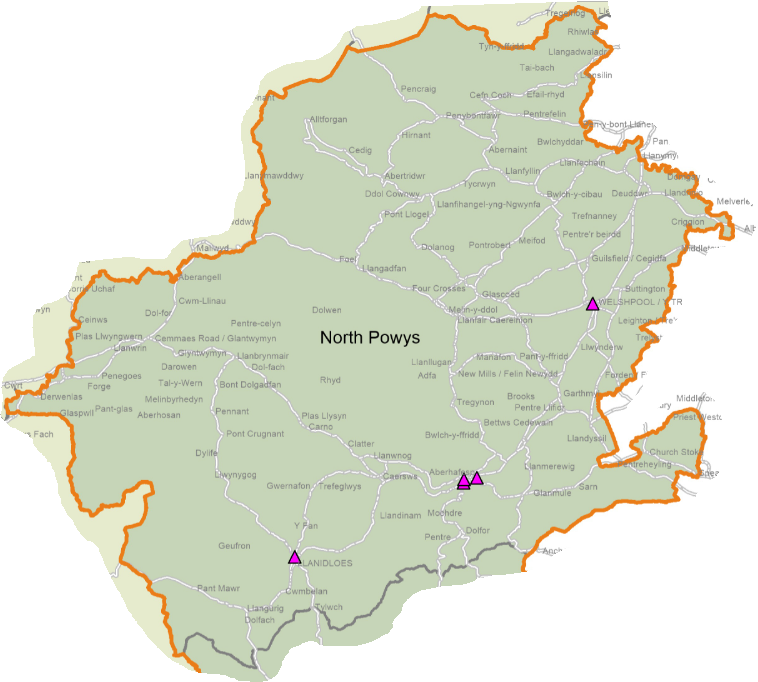 Tregeiriog
Rhiwlas
Tyn-y-ffridd
Llangadwaladr
Tai-bach
Llansilin
Pencraig
Cefn Coch
Efail-rhyd
Alltforgan
Penybontfawr
Pentrefelin
Hirnant
Bwlchyddar
Pan
Cedig
Abernaint
Llanfechain
Abertridwr
Llanfyllin
Tycrwyn
Ddol Cownwy
Bwlch-y-cibau
Deuddwr
Llanfihangel-yng-Ngwynfa
Pont Llogel
Trefnanney
Criggion
Dolanog
Pontrobert
Meifod
Pentre'r beirdd
Mallwyd
Foel
Llangadfan
Guilsfield / Cegidfa
Aberangell
Four Crosses
Glascoed
Buttington
Cwm-Llinau
Dol-for
Dolwen
Llanfair Caereinion
Ceinws
Pentre-celyn
North Powys
Plas Llwyngwern
Cemmaes Road / Glantwymyn
Llanwrin
Glyntwymyn
Llanbrynmair
Llwynderw
Darowen
Dol-fach
Llanllugan
Manafon
Pant-y-ffridd
Penegoes
Adfa
New Mills / Felin Newydd
Forge
Tal-y-Wern
Bont Dolgadfan
Rhyd
Derwenlas
Melinbyrhedyn
Brooks
Garthmyl
Tregynon
Pentre Llifior
Glaspwll
Pant-glas
Aberhosan
Pennant
Plas Llysyn
Carno
Bettws Cedewain
Pont Crugnant
Bwlch-y-ffridd
Llandyssil
Clatter
Church Stoke
Dylife
Llanwnog
Llwynygog
Aberhafesp
Llanmerewig
Pentreheyling
Caersws
Gwernafon
Trefeglwys
Sarn
Glanmule
Llandinam
Mochdre
Y Fan
Dolfor
Pentre
Geufron
LLANIDLOES
Pant Mawr
Cwmbelan
Llangurig
Tylwch
Dolfach